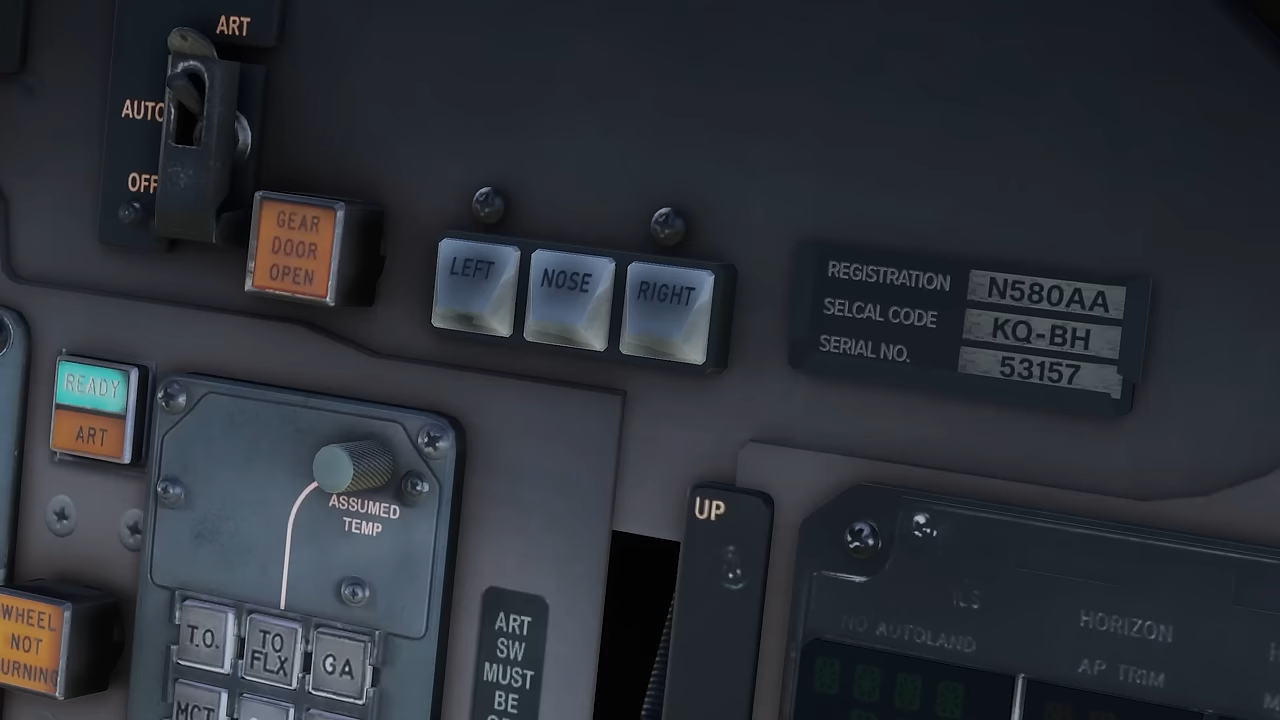 ART
AUTO
OFF
GEAR
DOOR
OPEN
LEFT
NOSE
RIGHT
REGISTRATION N580AA
SELCAL CODE KQ-BH
SERIAL NO. 53157
READY
ART
ASSUMED
TEMP
UP
WHEEL
NOT
T.O.
TO
FLX
GA
MCT
ART
SW
MUST
BE
ILS
NO AUTOLAND
HORIZON
AP TRIM